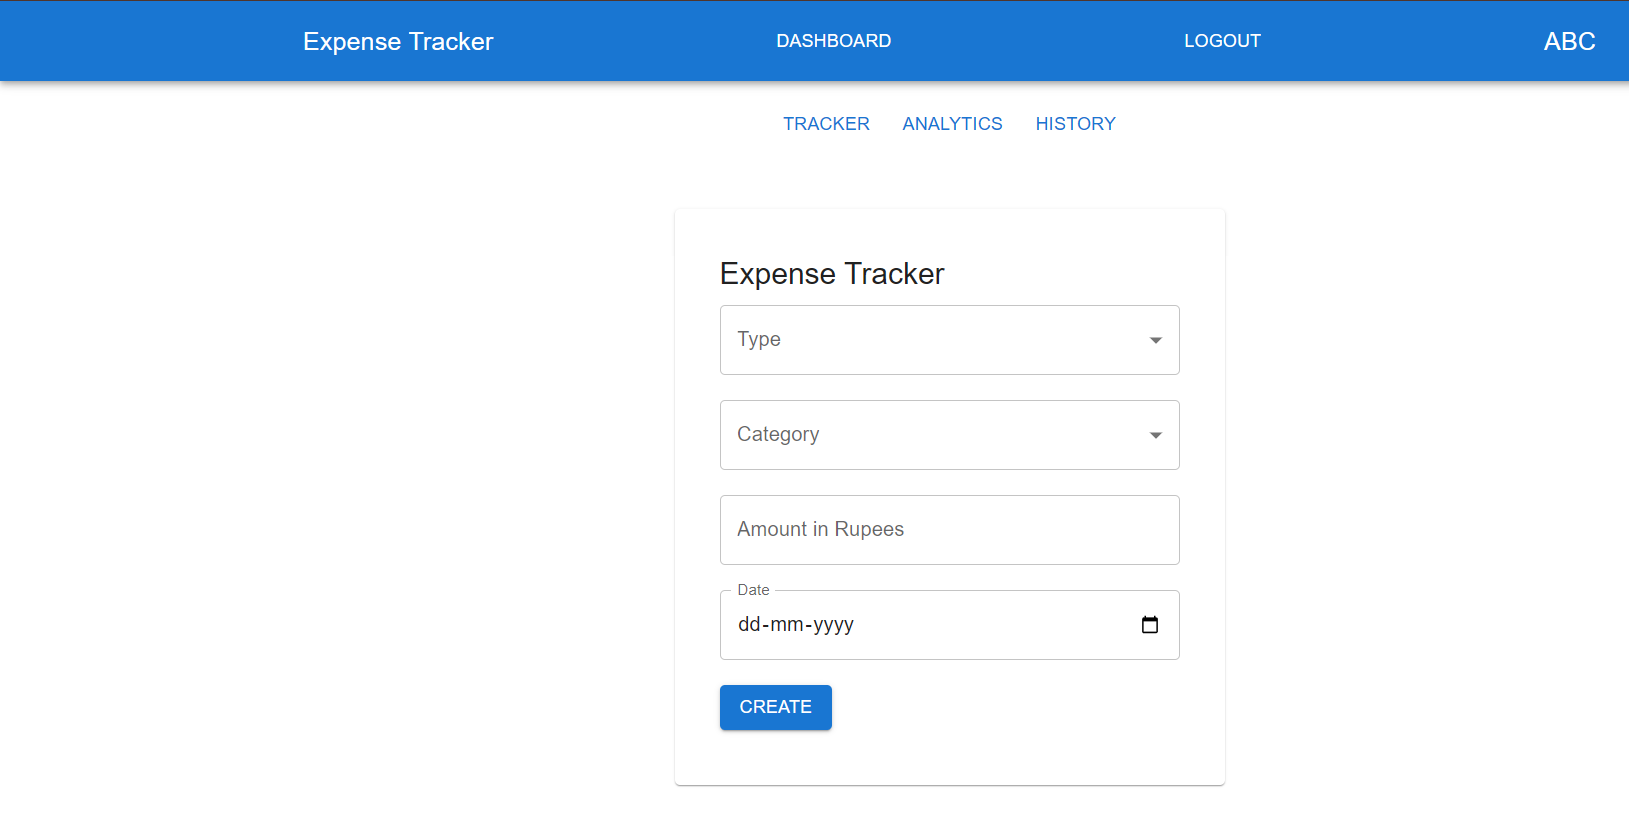 Expense Tracker DASHBOARD LOGOUT ABC
TRACKER ANALYTICS HISTORY
Expense Tracker
Type
Category
Amount in Rupees
Date
dd-mm-yyyy
CREATE